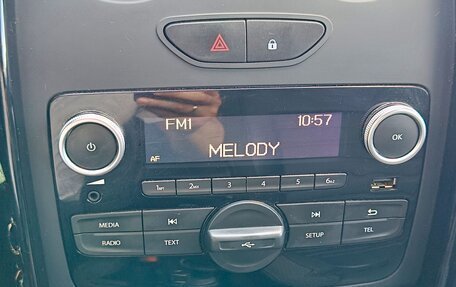 FM1 10:57
AF MELODY
OK
1 2 3 4 5 6
MEDIA
RADIO TEXT SETUP TEL